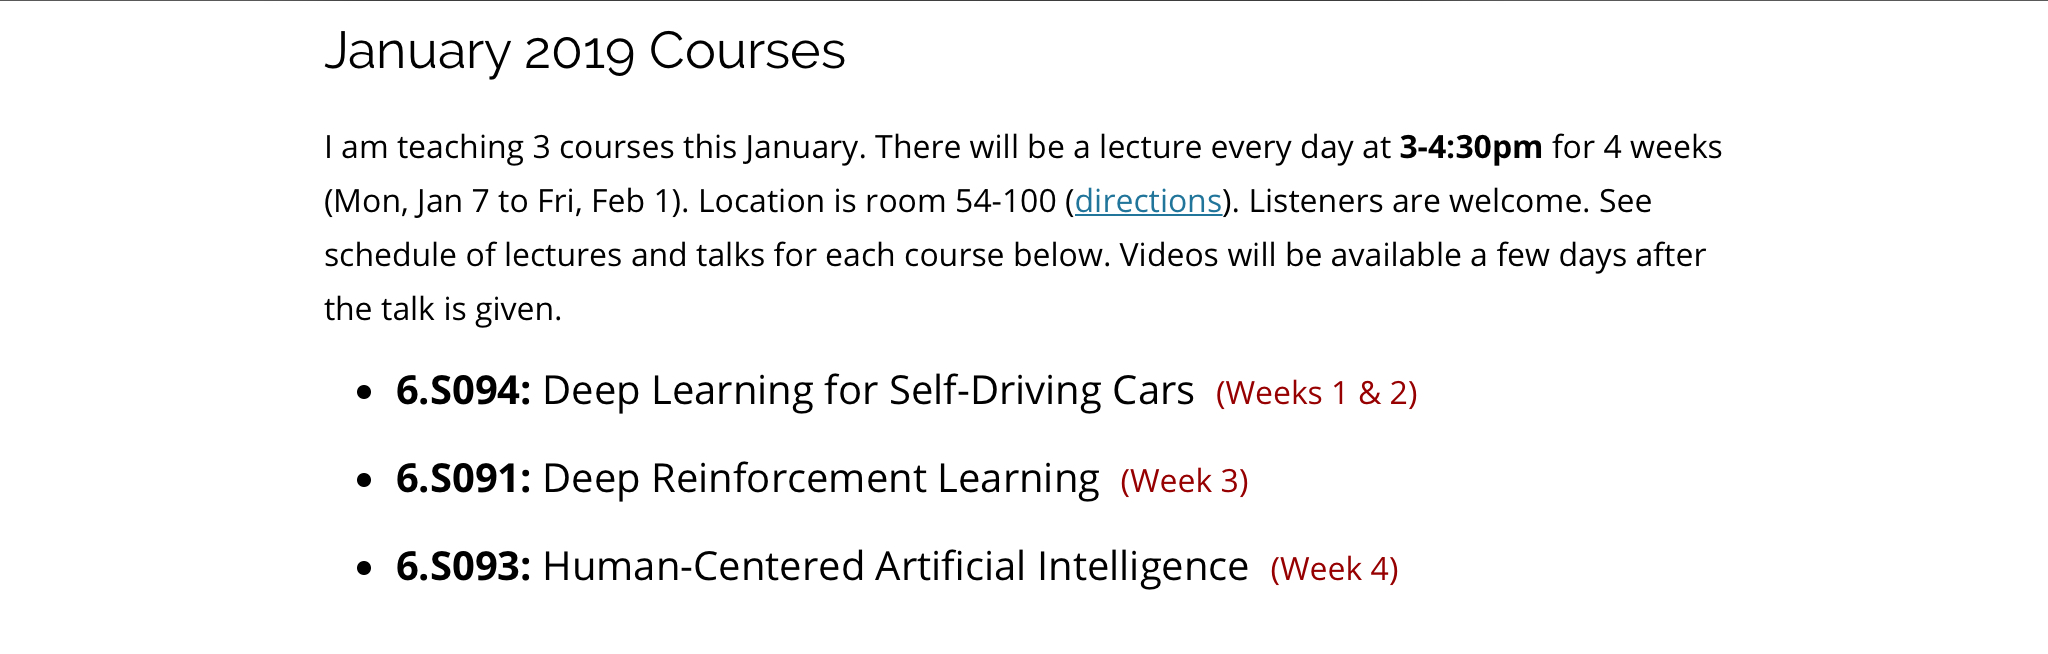 January 2019 Courses
I am teaching 3 courses this January. There will be a lecture every day at 3-4:30pm for 4 weeks
(Mon, Jan 7 to Fri, Feb 1). Location is room 54-100 (directions). Listeners are welcome. See
schedule of lectures and talks for each course below. Videos will be available a few days after
the talk is given.
• 6.S094: Deep Learning for Self-Driving Cars (Weeks 1 & 2)
• 6.S091: Deep Reinforcement Learning (Week 3)
• 6.S093: Human-Centered Artificial Intelligence (Week 4)